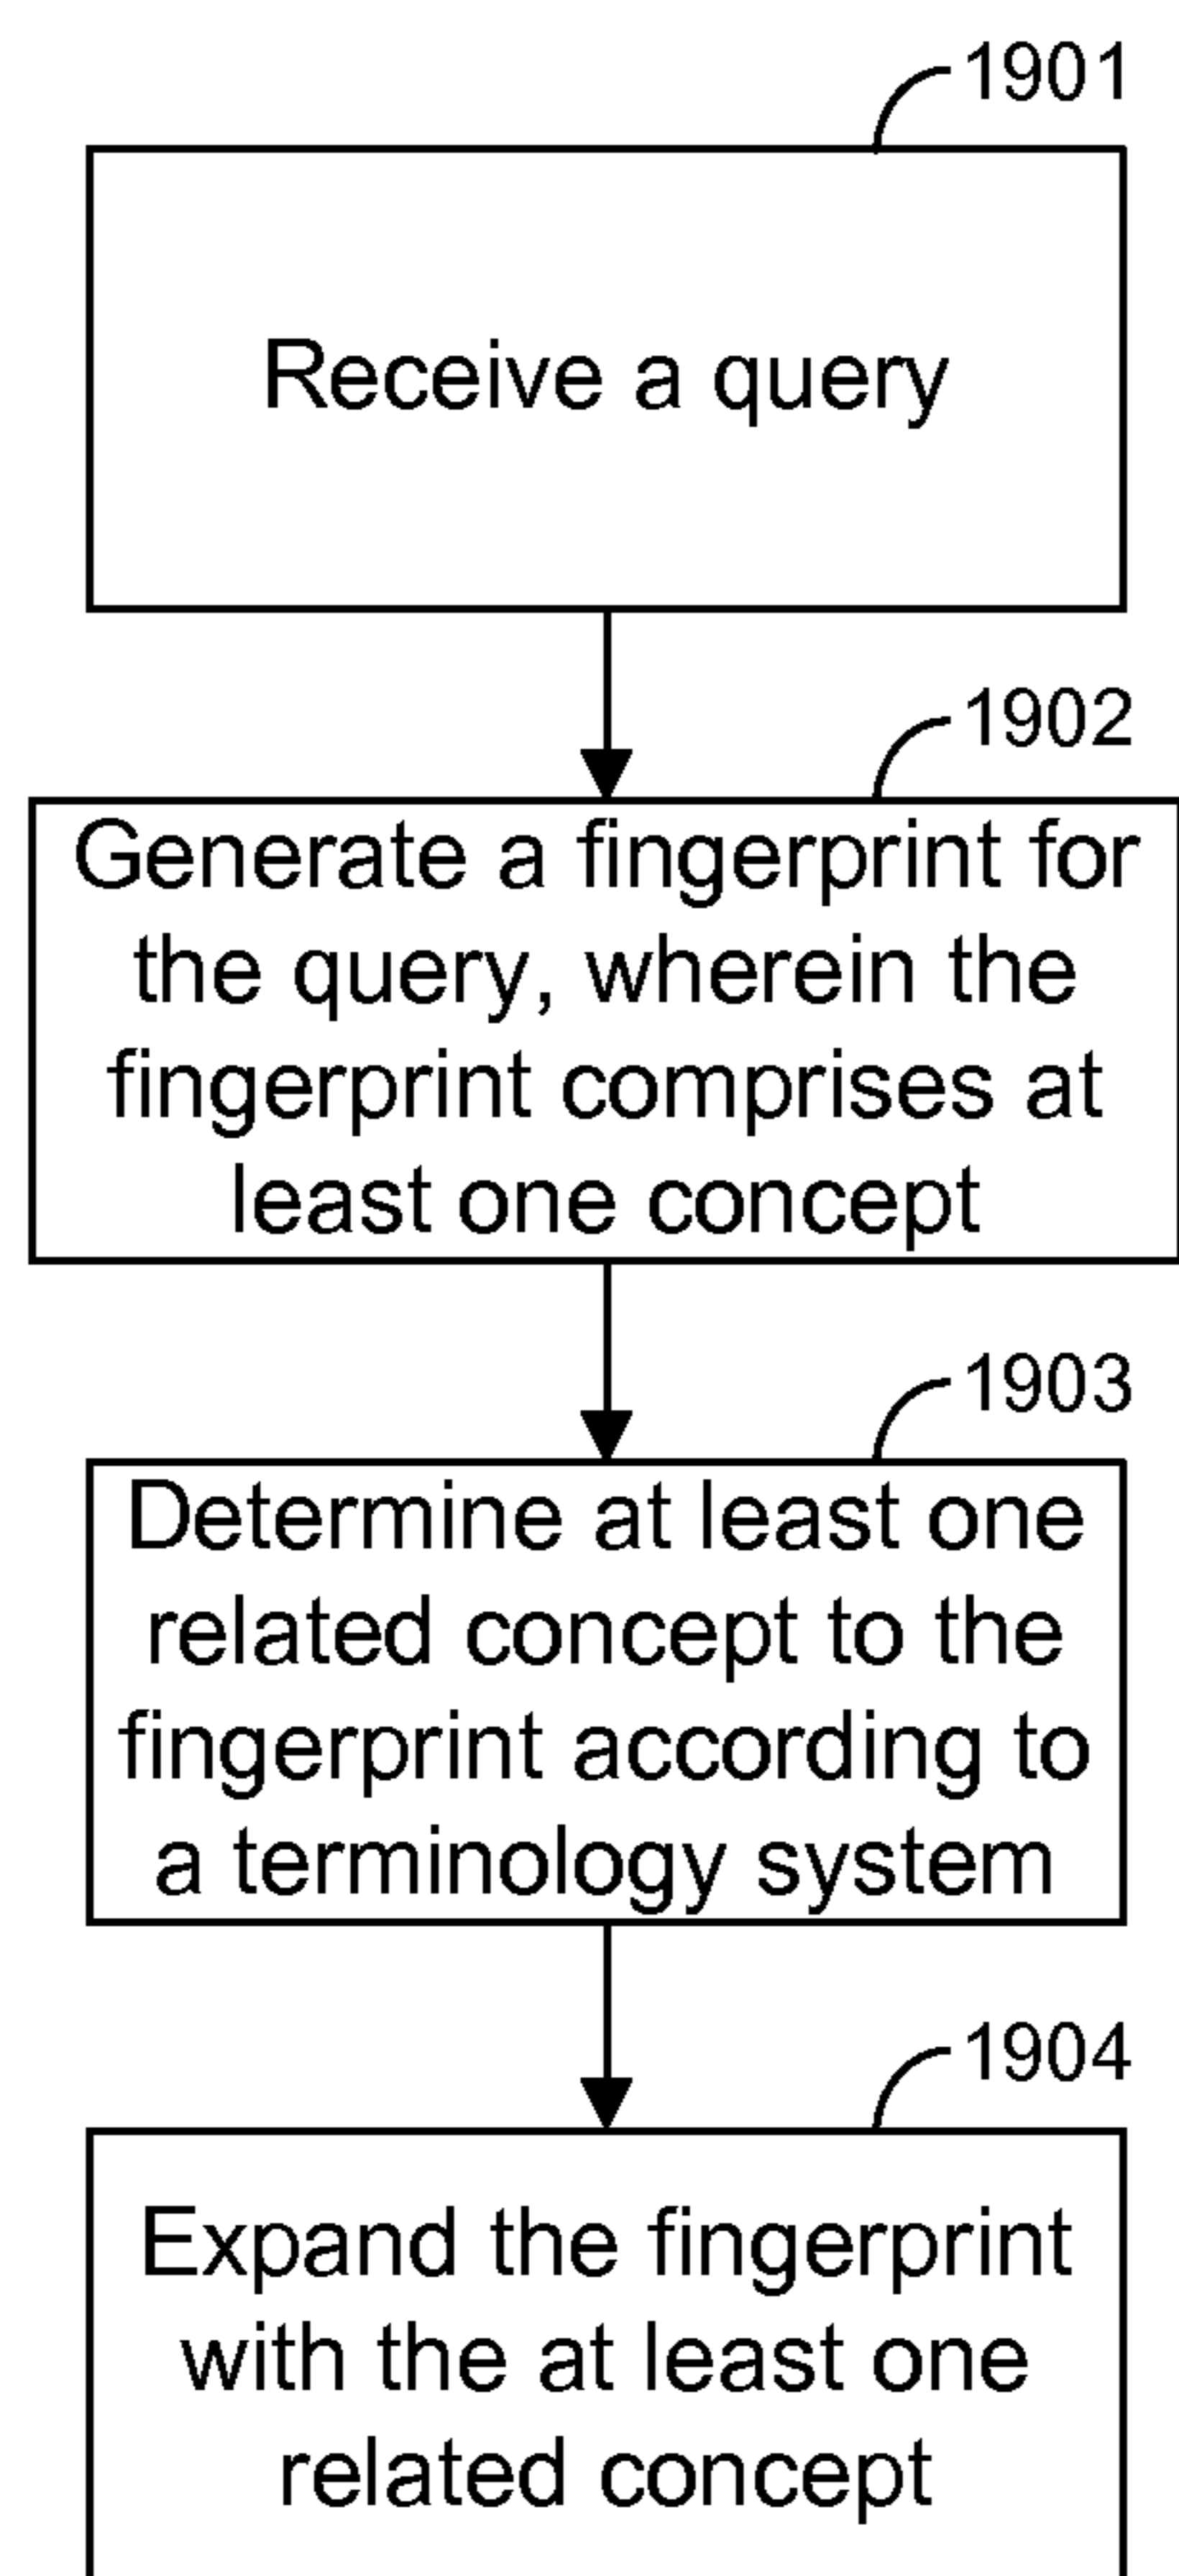 1901
Receive a query
1902
Generate a fingerprint for
the query, wherein the
fingerprint comprises at
least one concept
1903
Determine at least one
related concept to the
fingerprint according to
a terminology system
1904
Expand the fingerprint
with the at least one
related concept